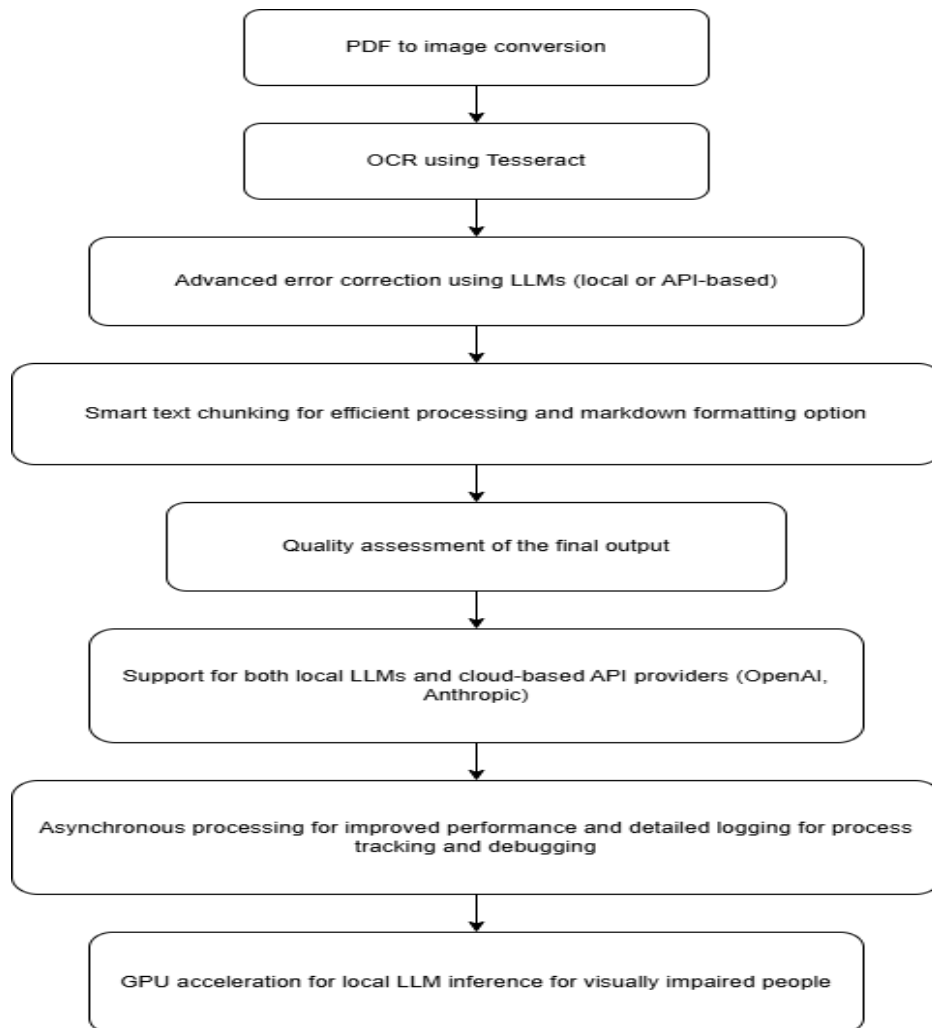 PDF to image conversion
OCR using Tesseract
Advanced error correction using LLMs (local or API-based)
Smart text chunking for efficient processing and markdown formatting option
Quality assessment of the final output
Support for both local LLMs and cloud-based API providers (OpenAI,
Anthropic)
Asynchronous processing for improved performance and detailed logging for process
tracking and debugging
GPU acceleration for local LLM inference for visually impaired people